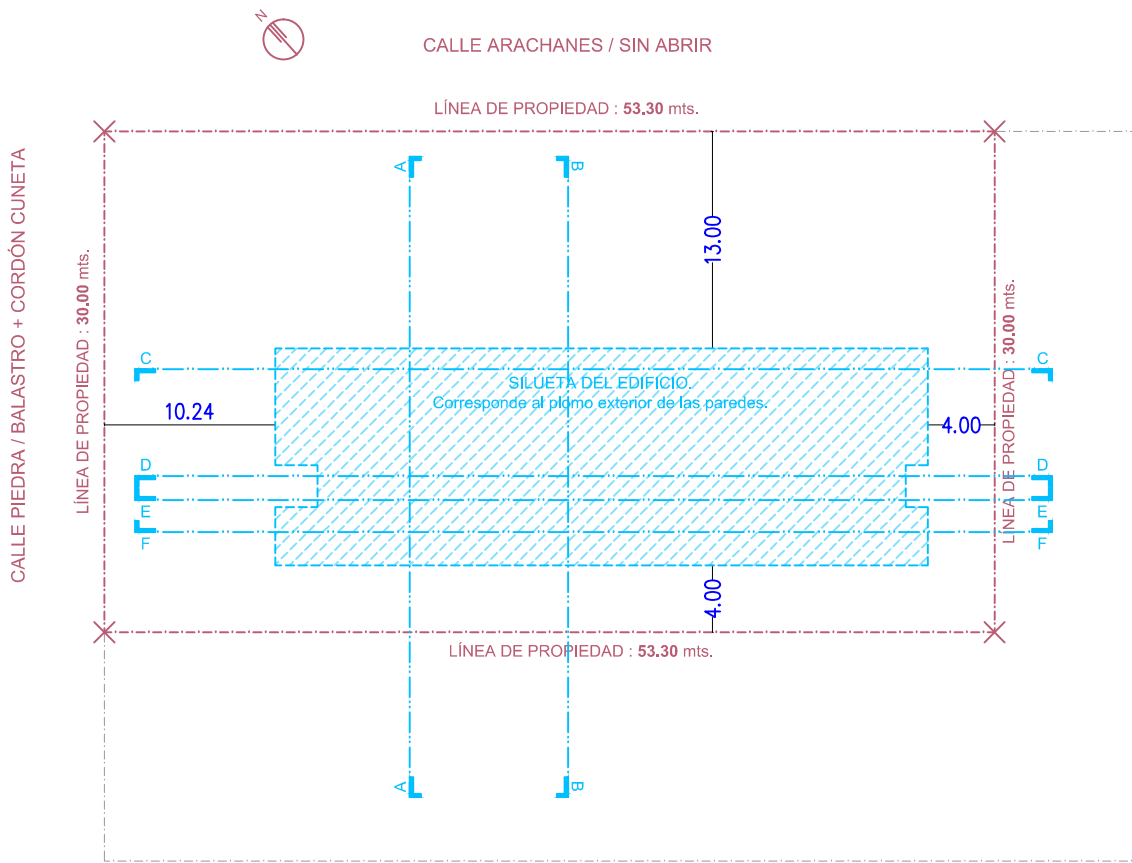 N
CALLE ARACHANES / SIN ABRIR
LÍNEA DE PROPIEDAD : 53.30 mts.
CALLE PIEDRA / BALASTRO + CORDÓN CUNETA
LÍNEA DE PROPIEDAD : 30.00 mts.
A
B
13.00
LÍNEA DE PROPIEDAD : 30.00 mts.
C
C
SILUETA DEL EDIFICIO.
Corresponde al plomo exterior de las paredes.
10.24
4.00
D
D
E
E
F
F
4.00
LÍNEA DE PROPIEDAD : 53.30 mts.
A
B